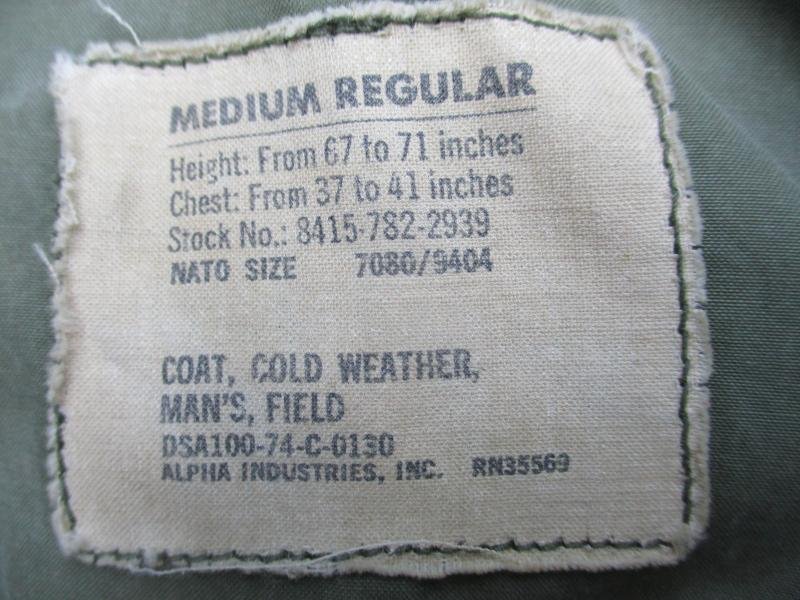 MEDIUM REGULAR
Height: From 67 to 71 inches
Chest: From 37 to 41 inches
Stock No.: 8415-782-2939
NATO SIZE 7080/9404
COAT, COLD WEATHER,
MAN'S, FIELD
DSA100-74-C-0130
ALPHA INDUSTRIES, INC. RN35569